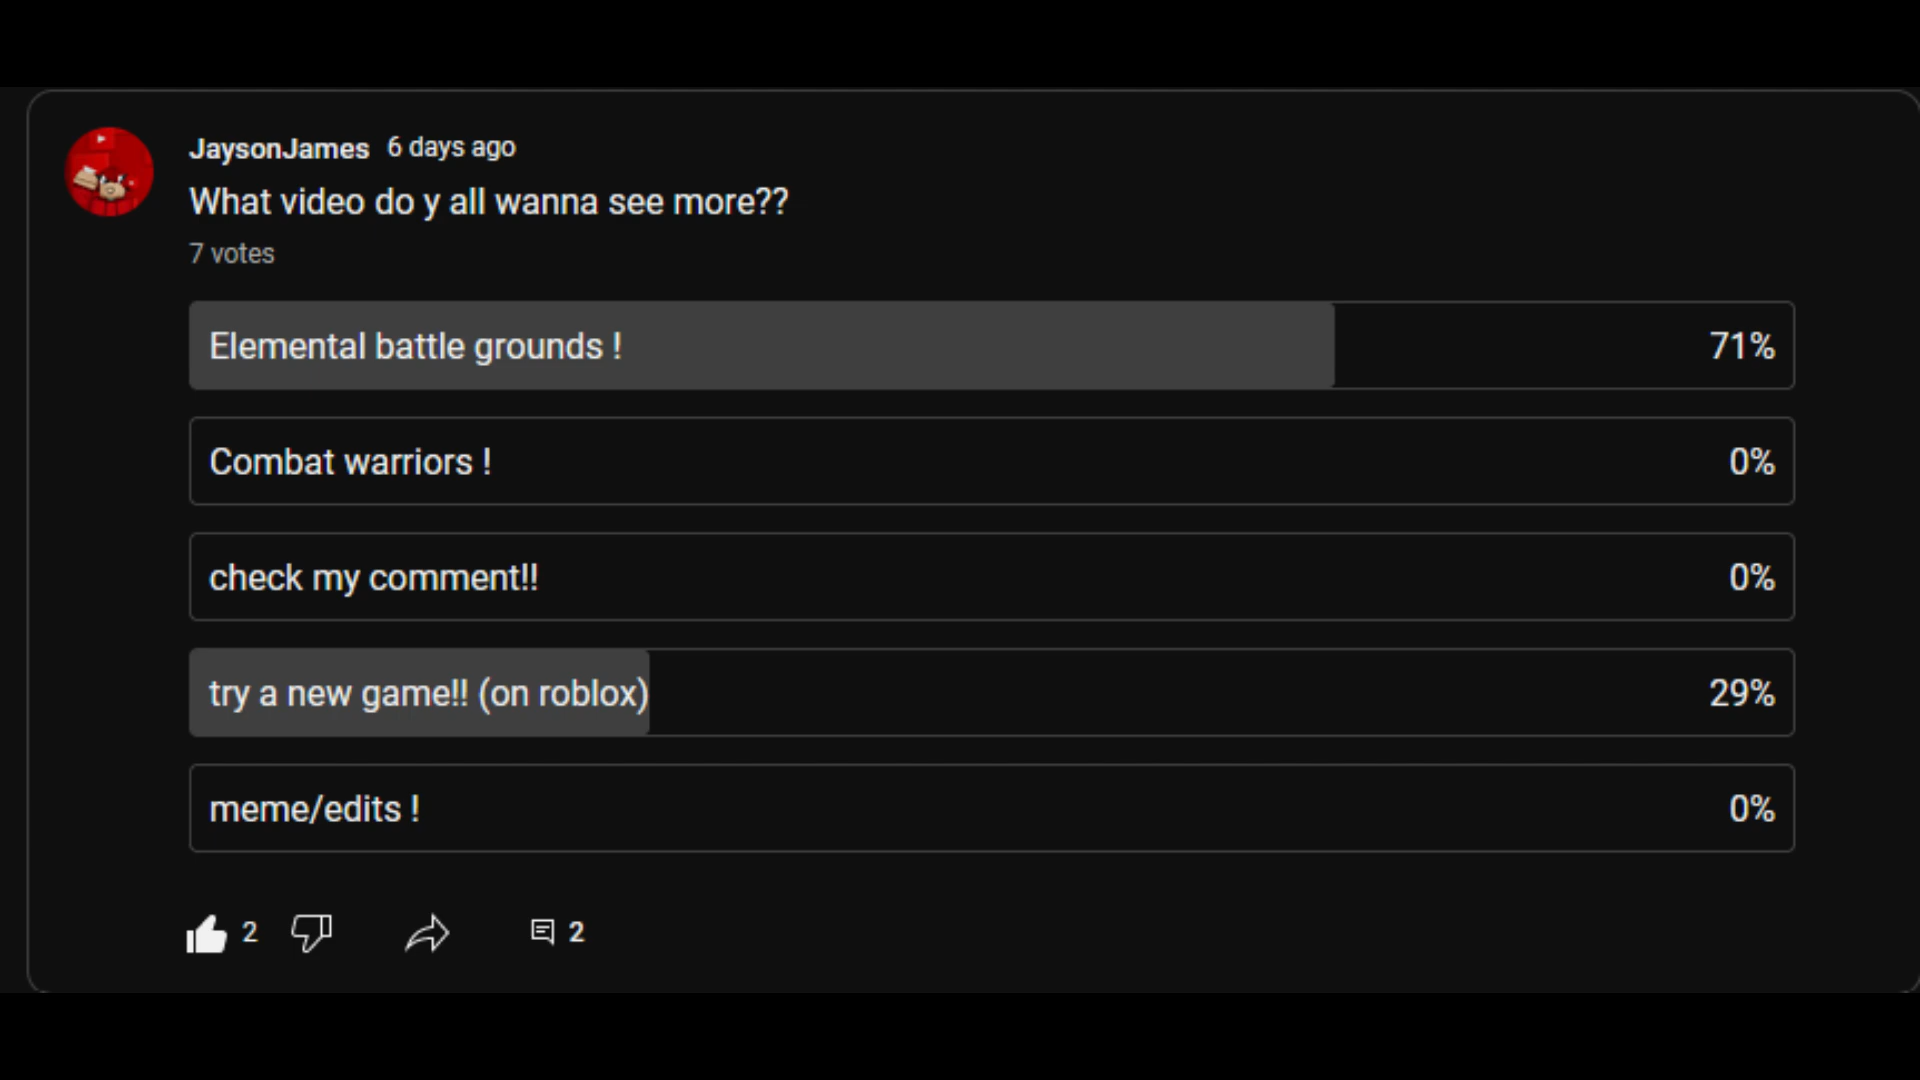 JaysonJames 6 days ago
What video do y all wanna see more??
7 votes
Elemental battle grounds ! 71%
Combat warriors ! 0%
check my comment!! 0%
try a new game!! (on roblox) 29%
meme/edits ! 0%
2 2